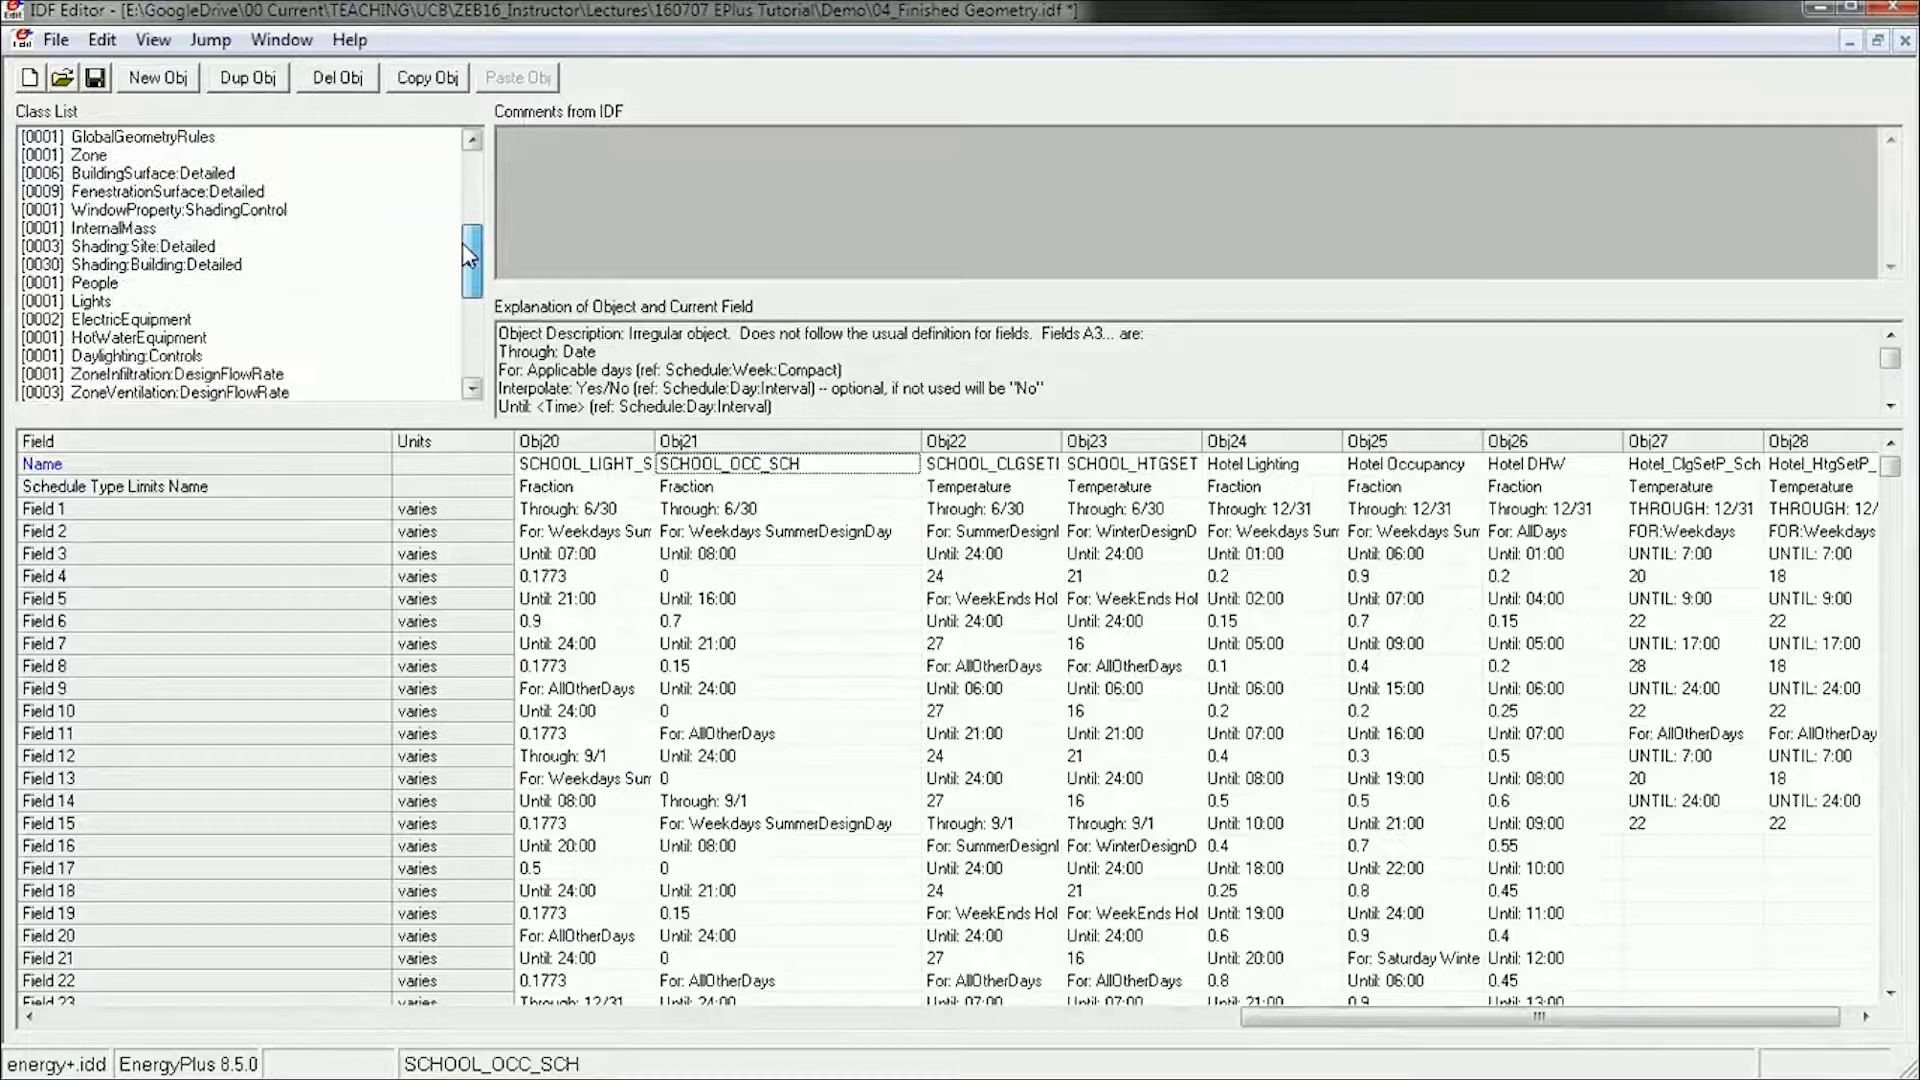 IDF Editor - [E:\GoogleDrive\00 Current\TEACHING\UCB\ZEB16_Instructor\Lectures\160707 EPlus Tutorial\Demo\04_Finished Geometry.idf *]
File Edit View Jump Window Help
New Obj Dup Obj Del Obj Copy Obj Paste Obj
Class List Comments from IDF
[0001] GlobalGeometryRules
[0001] Zone
[0006] BuildingSurface:Detailed
[0009] FenestrationSurface:Detailed
[0001] WindowProperty:ShadingControl
[0001] InternalMass
[0003] Shading:Site:Detailed
[0030] Shading:Building:Detailed
[0001] People
[0001] Lights
[0002] ElectricEquipment
[0001] HotWaterEquipment
[0001] Daylighting:Controls
[0001] ZoneInfiltration:DesignFlowRate
[0003] ZoneVentilation:DesignFlowRate
Explanation of Object and Current Field
Object Description: Irregular object. Does not follow the usual definition for fields. Fields A3... are:
Through: Date
For: Applicable days (ref: Schedule:Week:Compact)
Interpolate: Yes/No (ref: Schedule:Day:Interval) -- optional, if not used will be "No"
Until: <Time> (ref: Schedule:Day:Interval)
Field Units Obj20 Obj21 Obj22 Obj23 Obj24 Obj25 Obj26 Obj27 Obj28
Name SCHOOL_LIGHT_S SCHOOL_OCC_SCH SCHOOL_CLGSETI SCHOOL_HTGSET Hotel Lighting Hotel Occupancy Hotel DHW Hotel_ClgSetP_Sch Hotel_HtgSetP_
Schedule Type Limits Name Fraction Fraction Temperature Temperature Fraction Fraction Fraction Temperature Temperature
Field 1 varies Through: 6/30 Through: 6/30 Through: 6/30 Through: 6/30 Through: 12/31 Through: 12/31 Through: 12/31 THROUGH: 12/31 THROUGH: 12/
Field 2 varies For: Weekdays Sum For: Weekdays SummerDesignDay For: SummerDesignI For: WinterDesignD For: Weekdays Sum For: Weekdays Sum For: AllDays FOR:Weekdays FOR:Weekdays
Field 3 varies Until: 07:00 Until: 08:00 Until: 24:00 Until: 24:00 Until: 01:00 Until: 06:00 Until: 01:00 UNTIL: 7:00 UNTIL: 7:00
Field 4 varies 0.1773 0 24 21 0.2 0.9 0.2 20 18
Field 5 varies Until: 21:00 Until: 16:00 For: WeekEnds Hol For: WeekEnds Hol Until: 02:00 Until: 07:00 Until: 04:00 UNTIL: 9:00 UNTIL: 9:00
Field 6 varies 0.9 0.7 Until: 24:00 Until: 24:00 0.15 0.7 0.15 22 22
Field 7 varies Until: 24:00 Until: 21:00 27 16 Until: 05:00 Until: 09:00 Until: 05:00 UNTIL: 17:00 UNTIL: 17:00
Field 8 varies 0.1773 0.15 For: AllOtherDays For: AllOtherDays 0.1 0.4 0.2 28 18
Field 9 varies For: AllOtherDays Until: 24:00 Until: 06:00 Until: 06:00 Until: 06:00 Until: 15:00 Until: 06:00 UNTIL: 24:00 UNTIL: 24:00
Field 10 varies Until: 24:00 0 27 16 0.2 0.2 0.25 22 22
Field 11 varies 0.1773 For: AllOtherDays Until: 21:00 Until: 21:00 Until: 07:00 Until: 16:00 Until: 07:00 For: AllOtherDays For: AllOtherDay
Field 12 varies Through: 9/1 Until: 24:00 24 21 0.4 0.3 0.5 UNTIL: 7:00 UNTIL: 7:00
Field 13 varies For: Weekdays Sum 0 Until: 24:00 Until: 24:00 Until: 08:00 Until: 19:00 Until: 08:00 20 18
Field 14 varies Until: 08:00 Through: 9/1 27 16 0.5 0.5 0.6 UNTIL: 24:00 UNTIL: 24:00
Field 15 varies 0.1773 For: Weekdays SummerDesignDay Through: 9/1 Through: 9/1 Until: 10:00 Until: 21:00 Until: 09:00 22 22
Field 16 varies Until: 20:00 Until: 08:00 For: SummerDesignI For: WinterDesignD 0.4 0.7 0.55
Field 17 varies 0.5 0 Until: 24:00 Until: 24:00 Until: 18:00 Until: 22:00 Until: 10:00
Field 18 varies Until: 24:00 Until: 21:00 24 21 0.25 0.8 0.45
Field 19 varies 0.1773 0.15 For: WeekEnds Hol For: WeekEnds Hol Until: 19:00 Until: 24:00 Until: 11:00
Field 20 varies For: AllOtherDays Until: 24:00 Until: 24:00 Until: 24:00 0.6 0.9 0.4
Field 21 varies Until: 24:00 0 27 16 Until: 20:00 For: Saturday Winte Until: 12:00
Field 22 varies 0.1773 For: AllOtherDays For: AllOtherDays For: AllOtherDays 0.8 Until: 06:00 0.45
Field 23 varies Through: 12/31 Until: 24:00 Until: 07:00 Until: 07:00 Until: 21:00 0.9 Until: 13:00
energy+.idd EnergyPlus 8.5.0 SCHOOL_OCC_SCH